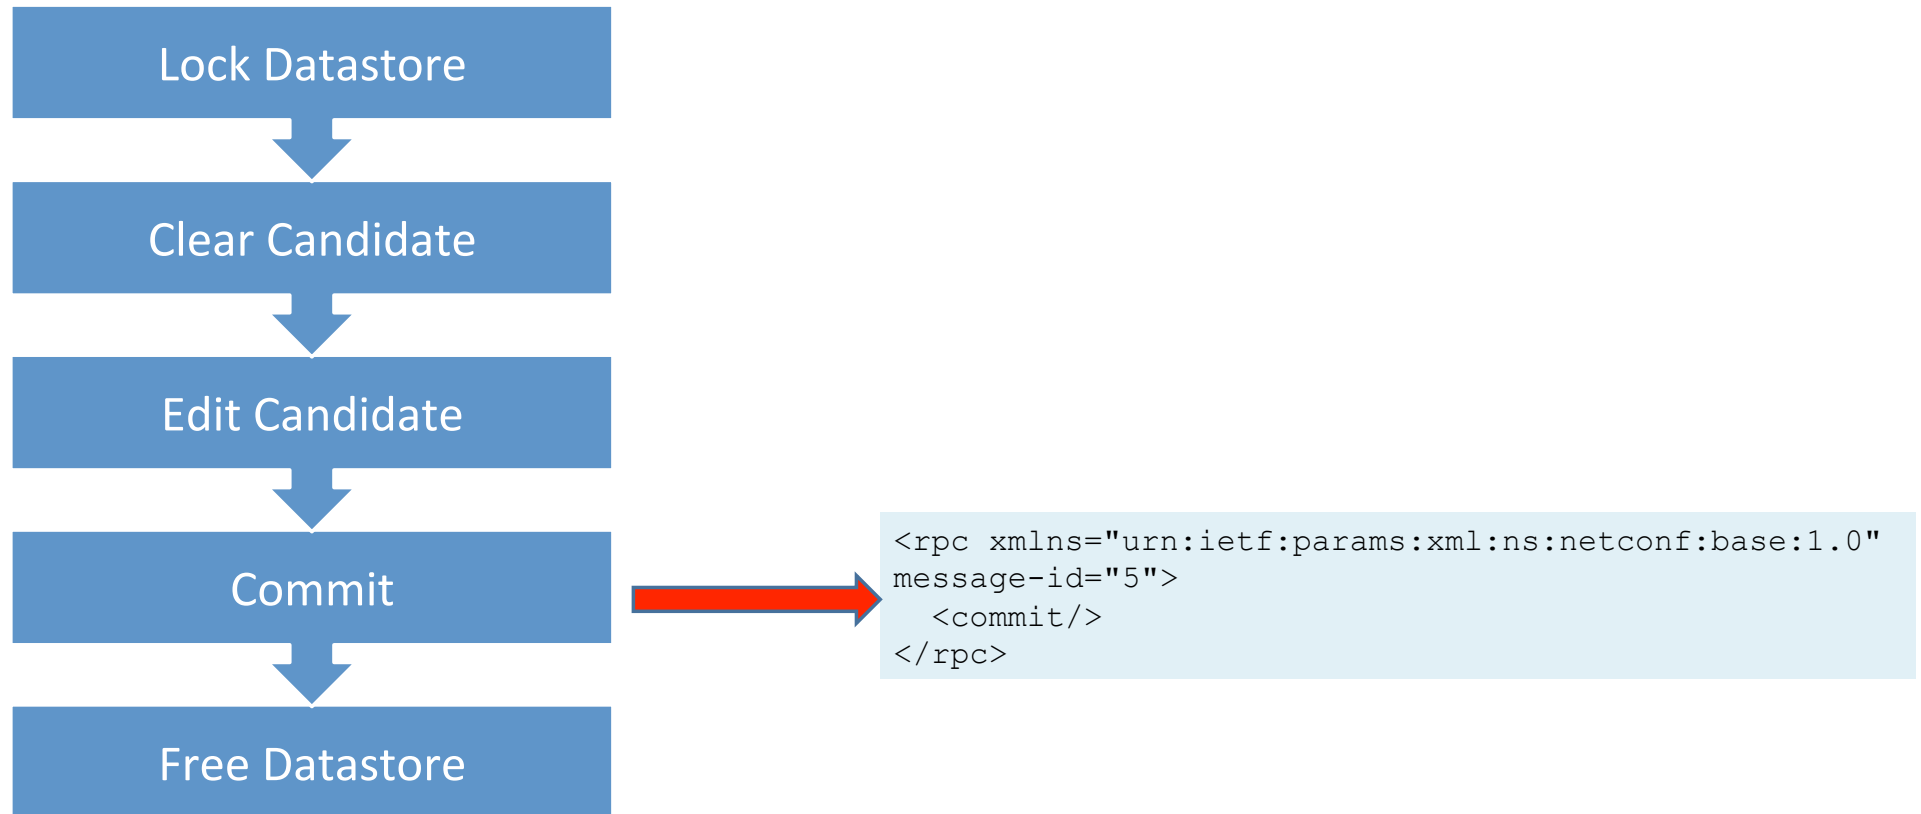 Lock Datastore
Clear Candidate
Edit Candidate
Commit
Free Datastore
<rpc xmlns="urn:ietf:params:xml:ns:netconf:base:1.0"
message-id="5">
  <commit/>
</rpc>